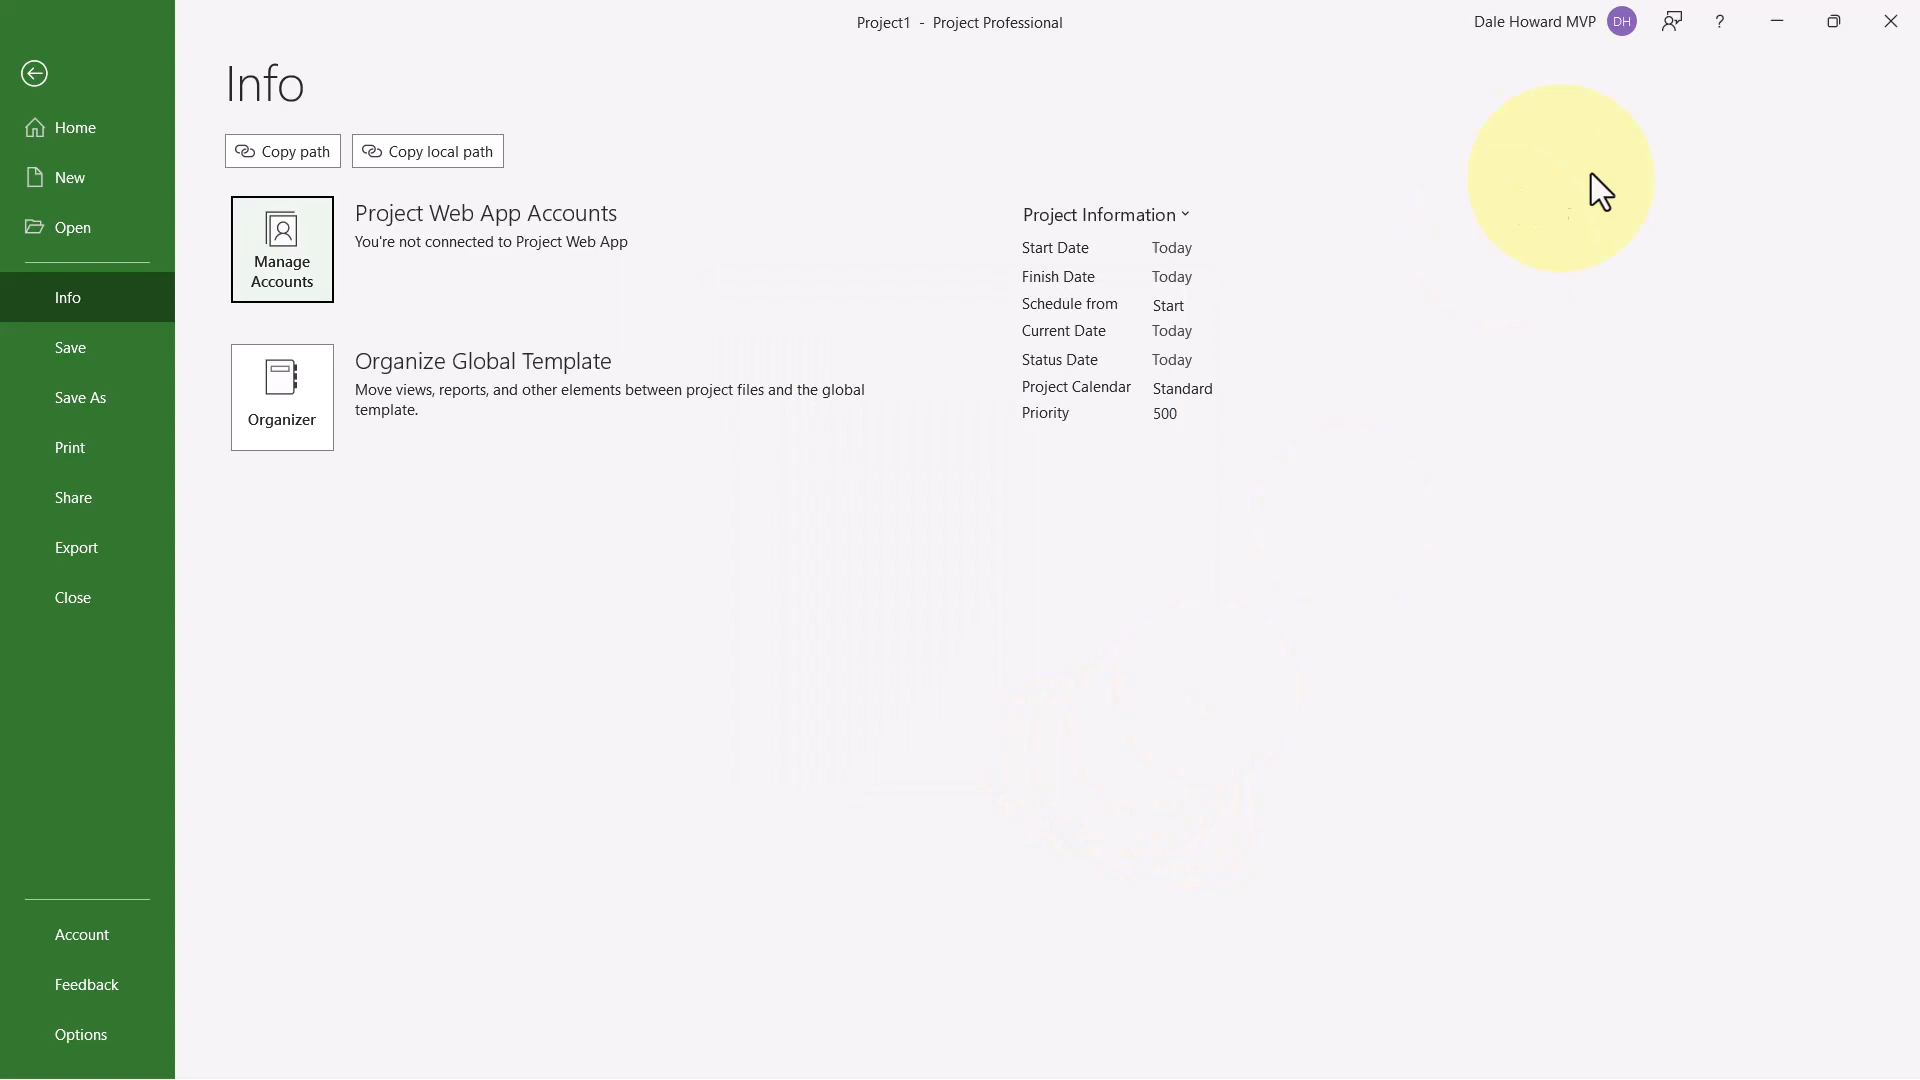 Project1 - Project Professional
Dale Howard MVP
DH
?
Home
New
Open
Info
Save
Save As
Print
Share
Export
Close
Account
Feedback
Options
Info
Copy path
Copy local path
Manage
Accounts
Project Web App Accounts
You're not connected to Project Web App
Organizer
Organize Global Template
Move views, reports, and other elements between project files and the global
template.
Project Information
Start Date Today
Finish Date Today
Schedule from Start
Current Date Today
Status Date Today
Project Calendar Standard
Priority 500